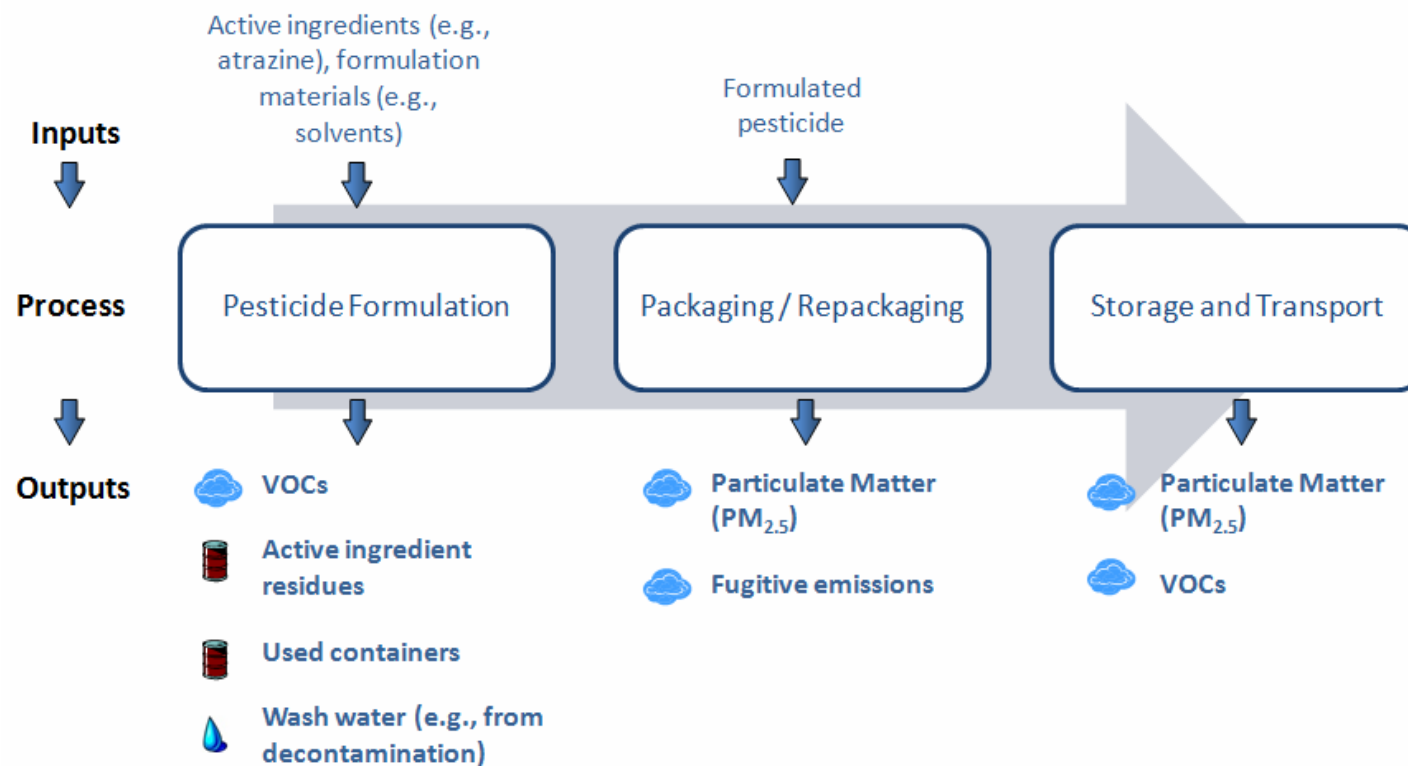 Active ingredients (e.g.,
atrazine), formulation
materials (e.g.,
solvents)
Formulated
pesticide
Inputs
Process
Pesticide Formulation
Packaging / Repackaging
Storage and Transport
Outputs
VOCs
Active ingredient
residues
Used containers
Wash water (e.g., from
decontamination)
Particulate Matter
(PM2.5)
Fugitive emissions
Particulate Matter
(PM2.5)
VOCs